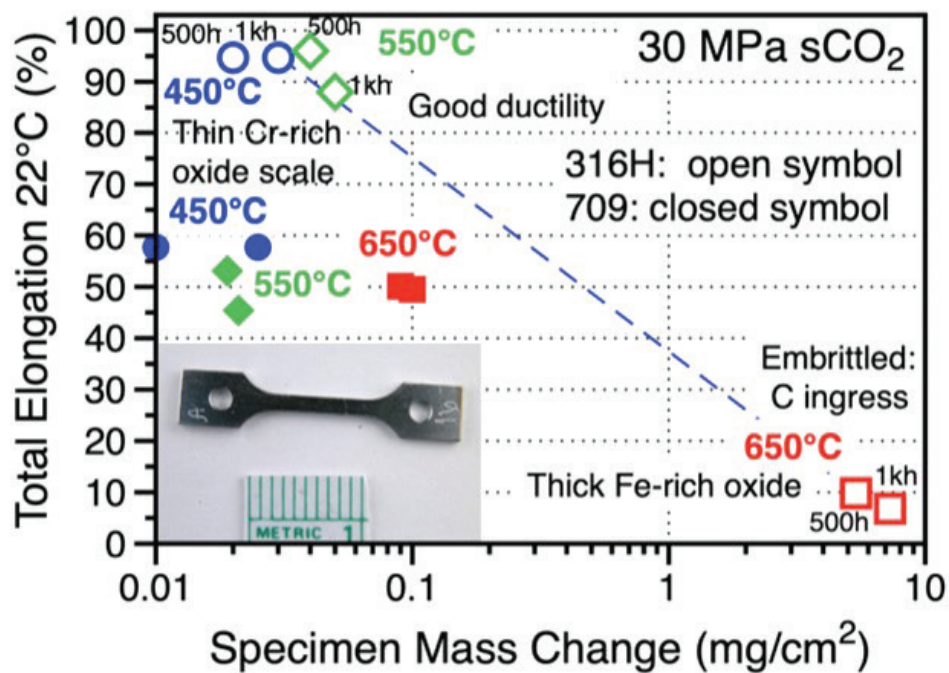 Total Elongation 22°C (%)
100
90
80
70
60
50
40
30
20
10
0
500h 1kh
500h
550°C
30 MPa sCO₂
450°C
1kh
Good ductility
Thin Cr-rich
oxide scale
316H: open symbol
709: closed symbol
450°C
650°C
550°C
Embrittled:
C ingress
650°C
Thick Fe-rich oxide
1kh
500h
METRIC 1
0.01
0.1
1
10
Specimen Mass Change (mg/cm²)